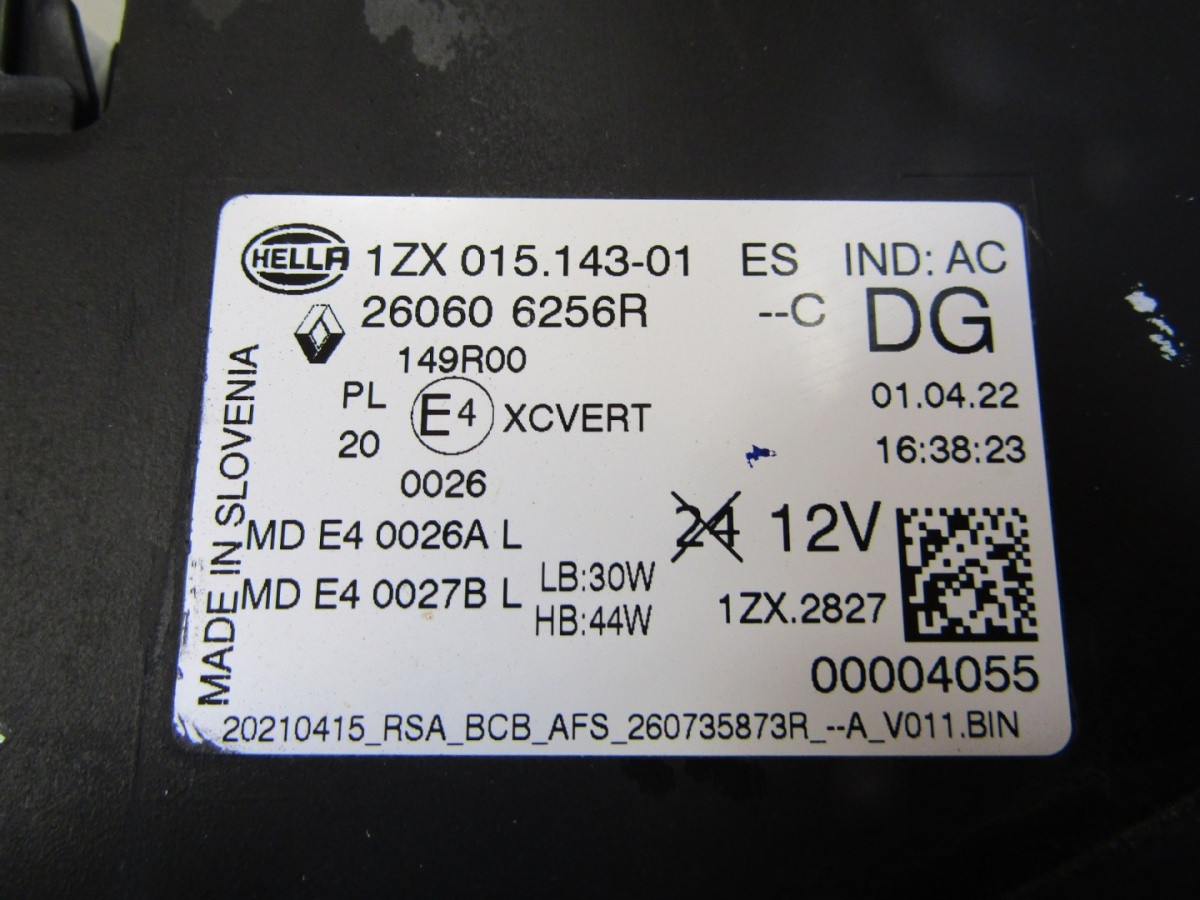 HELLA 1ZX 015.143-01 ES IND: AC
26060 6256R --C DG
149R00
PL E4 XCVERT 01.04.22
20 16:38:23
0026
MD E4 0026A L 24 12V
MD E4 0027B L LB:30W
HB:44W 1ZX.2827
00004055
20210415_RSA_BCB_AFS_260735873R_--A_V011.BIN
MADE IN SLOVENIA